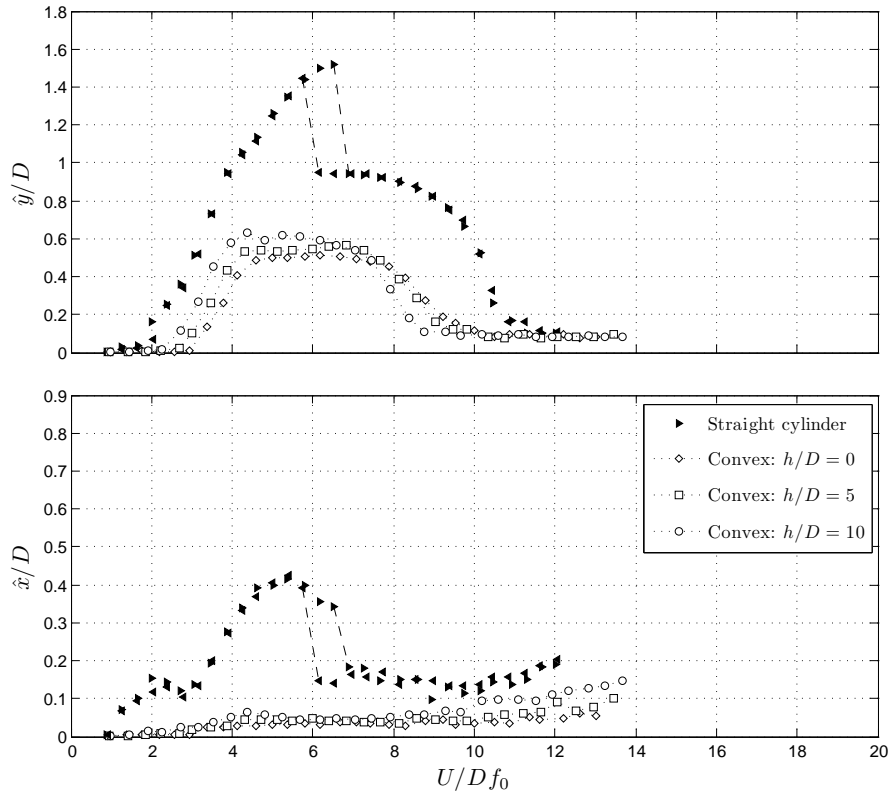 1.8
1.6
1.4
1.2
1
0.8
0.6
0.4
0.2
0
ŷ/D
0.9
0.8
0.7
0.6
0.5
0.4
0.3
0.2
0.1
0
x̂/D
Straight cylinder
Convex: h/D = 0
Convex: h/D = 5
Convex: h/D = 10
0 2 4 6 8 10 12 14 16 18 20
U/Df₀